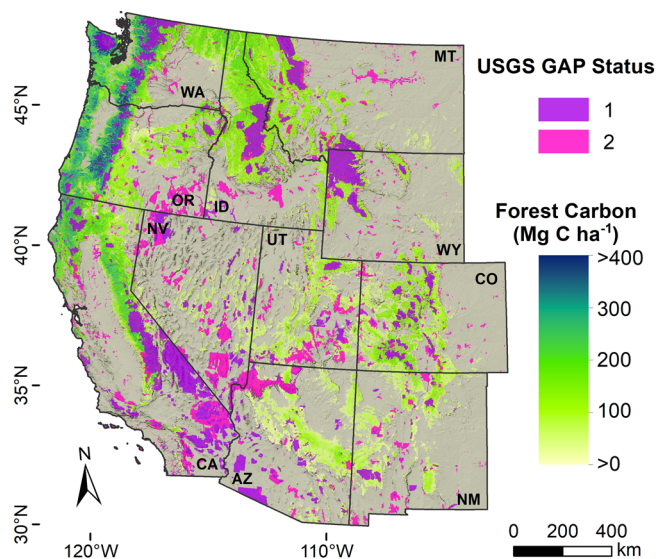 MT
USGS GAP Status
1
2
WA
45°N
OR
ID
NV
UT
WY
CO
40°N
Forest Carbon
(Mg C ha⁻¹)
>400
300
200
100
>0
35°N
N
CA
AZ
NM
30°N
120°W
110°W
0 200 400
km